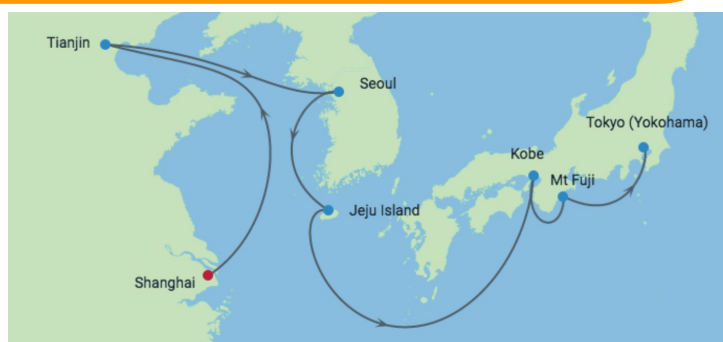 Tianjin
Seoul
Tokyo (Yokohama)
Kobe
Mt Fuji
Jeju Island
Shanghai